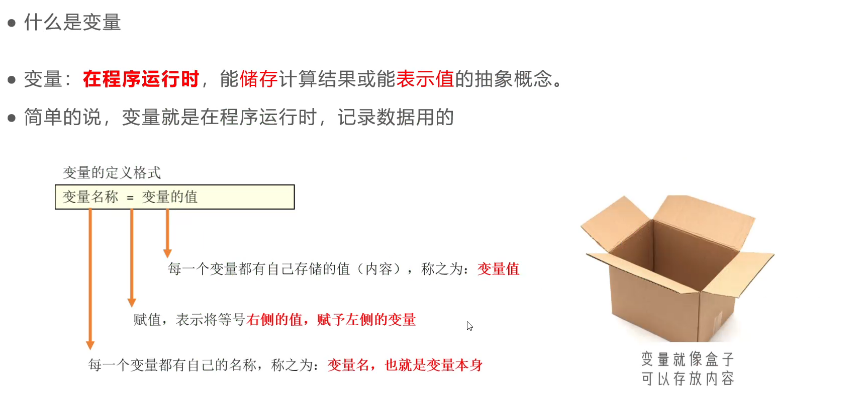 ● 什么是变量
● 变量：在程序运行时，能储存计算结果或能表示值的抽象概念。
● 简单的说，变量就是在程序运行时，记录数据用的
变量的定义格式
变量名称 = 变量的值
每一个变量都有自己存储的值（内容），称之为：变量值
赋值，表示将等号右侧的值，赋予左侧的变量
每一个变量都有自己的名称，称之为：变量名，也就是变量本身
变量就像盒子
可以存放内容